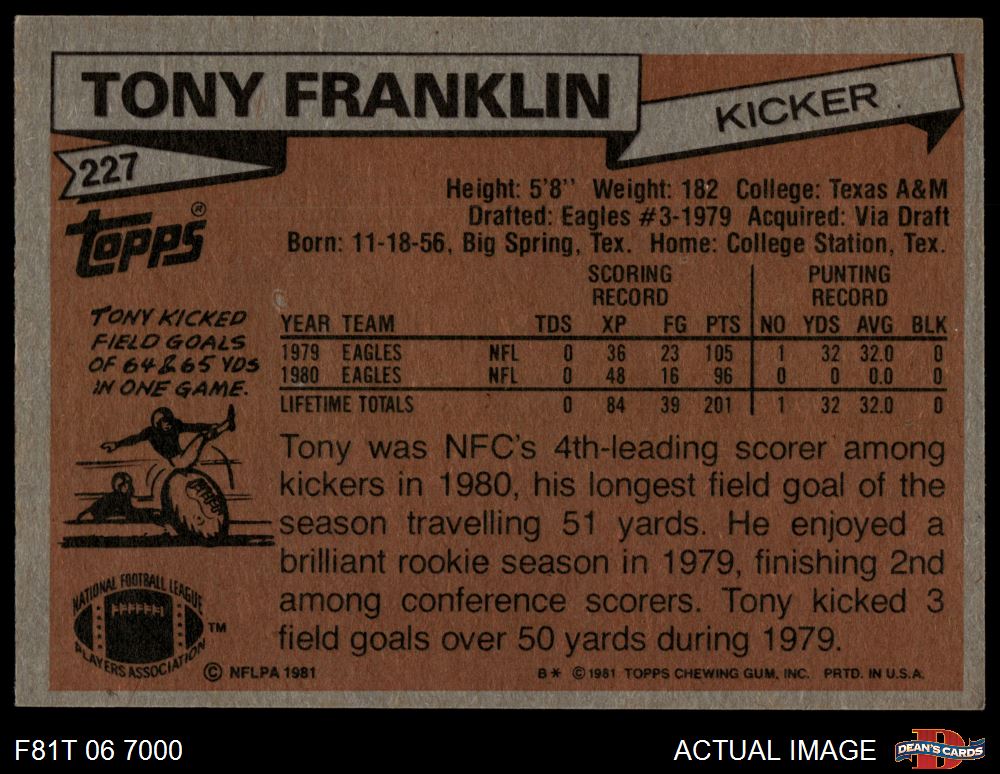 TONY FRANKLIN
KICKER
227
TOPPS®
Height: 5'8" Weight: 182 College: Texas A&M
Drafted: Eagles #3-1979 Acquired: Via Draft
Born: 11-18-56, Big Spring, Tex. Home: College Station, Tex.
TONY KICKED
FIELD GOALS
OF 64 & 65 YDS
IN ONE GAME.
SCORING RECORD PUNTING RECORD
YEAR TEAM TDS XP FG PTS NO YDS AVG BLK
1979 EAGLES NFL 0 36 23 105 1 32 32.0 0
1980 EAGLES NFL 0 48 16 96 0 0 0.0 0
LIFETIME TOTALS 0 84 39 201 1 32 32.0 0
Tony was NFC's 4th-leading scorer among
kickers in 1980, his longest field goal of the
season travelling 51 yards. He enjoyed a
brilliant rookie season in 1979, finishing 2nd
among conference scorers. Tony kicked 3
field goals over 50 yards during 1979.
NATIONAL FOOTBALL LEAGUE
PLAYERS ASSOCIATION
TM
© NFLPA 1981
B* © 1981 TOPPS CHEWING GUM, INC. PRTD. IN U.S.A.
F81T 06 7000
ACTUAL IMAGE
DEAN'S CARDS